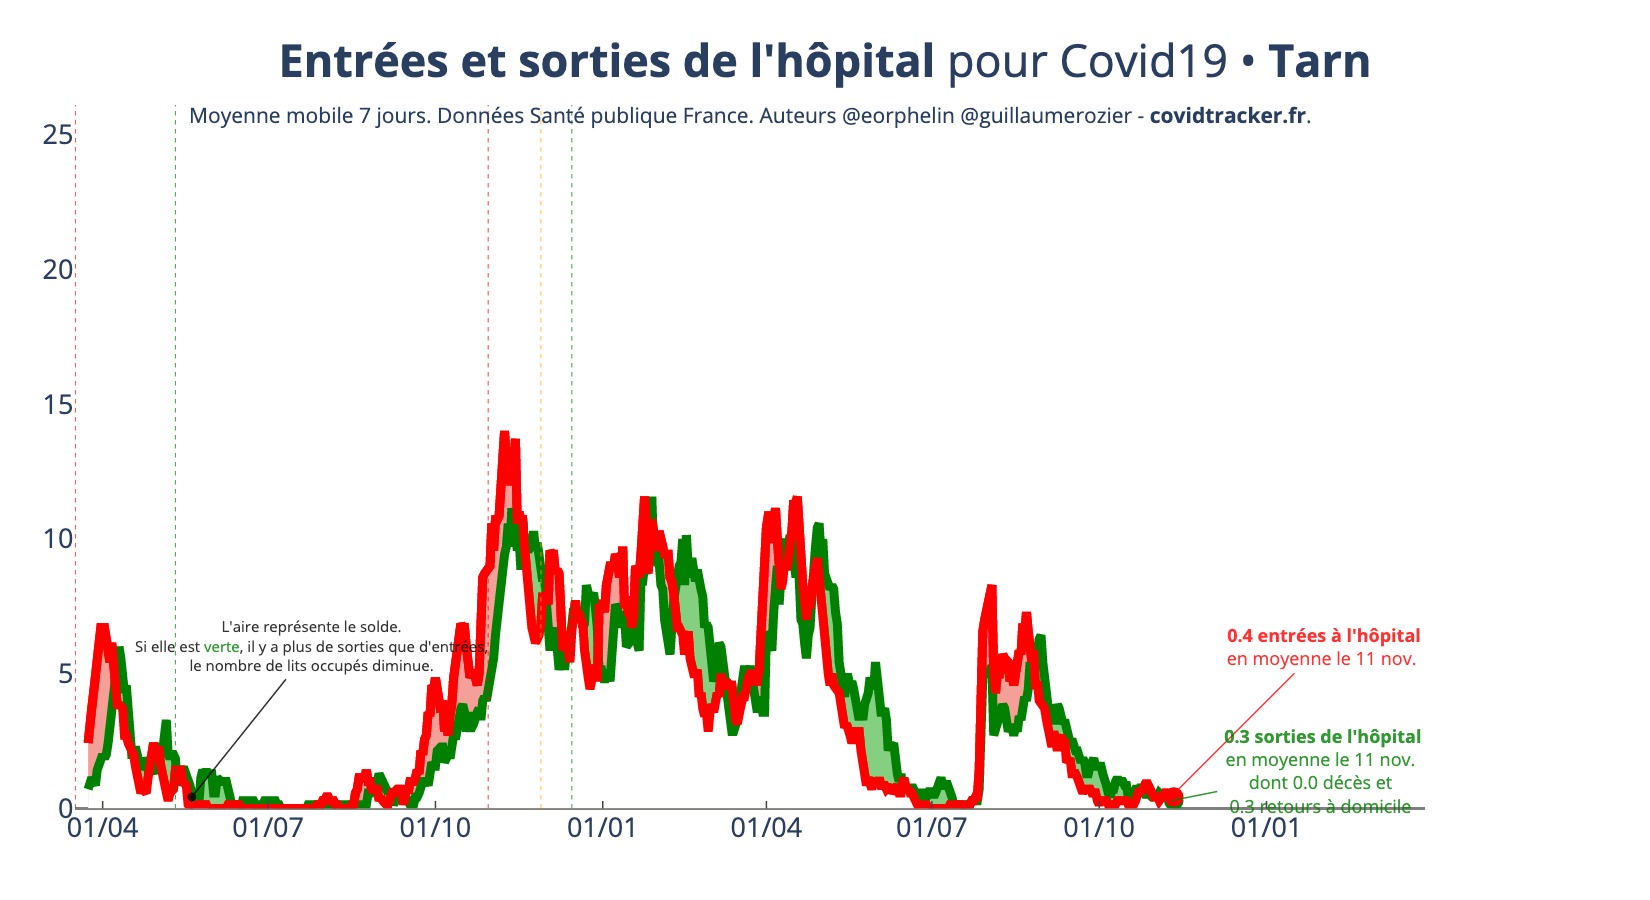 Entrées et sorties de l'hôpital pour Covid19 • Tarn
Moyenne mobile 7 jours. Données Santé publique France. Auteurs @eorphelin @guillaumerozier - covidtracker.fr.
25
20
15
10
5
0
L'aire représente le solde.
Si elle est verte, il y a plus de sorties que d'entrées,
le nombre de lits occupés diminue.
0.4 entrées à l'hôpital
en moyenne le 11 nov.
0.3 sorties de l'hôpital
en moyenne le 11 nov.
dont 0.0 décès et
0.3 retours à domicile
01/04
01/07
01/10
01/01
01/04
01/07
01/10
01/01